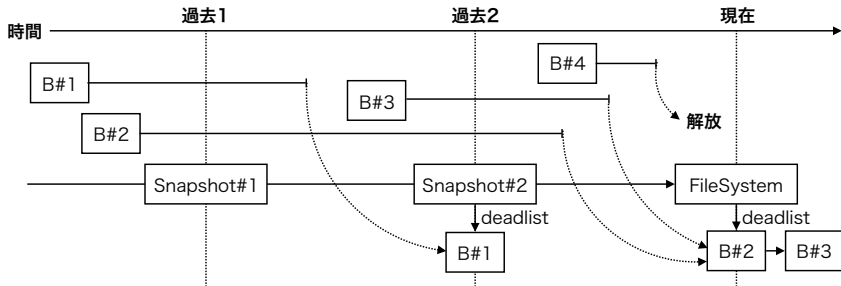 過去1
過去2
現在
時間
B#1
B#4
B#3
B#2
解放
Snapshot#1
Snapshot#2
FileSystem
deadlist
deadlist
B#1
B#2
B#3